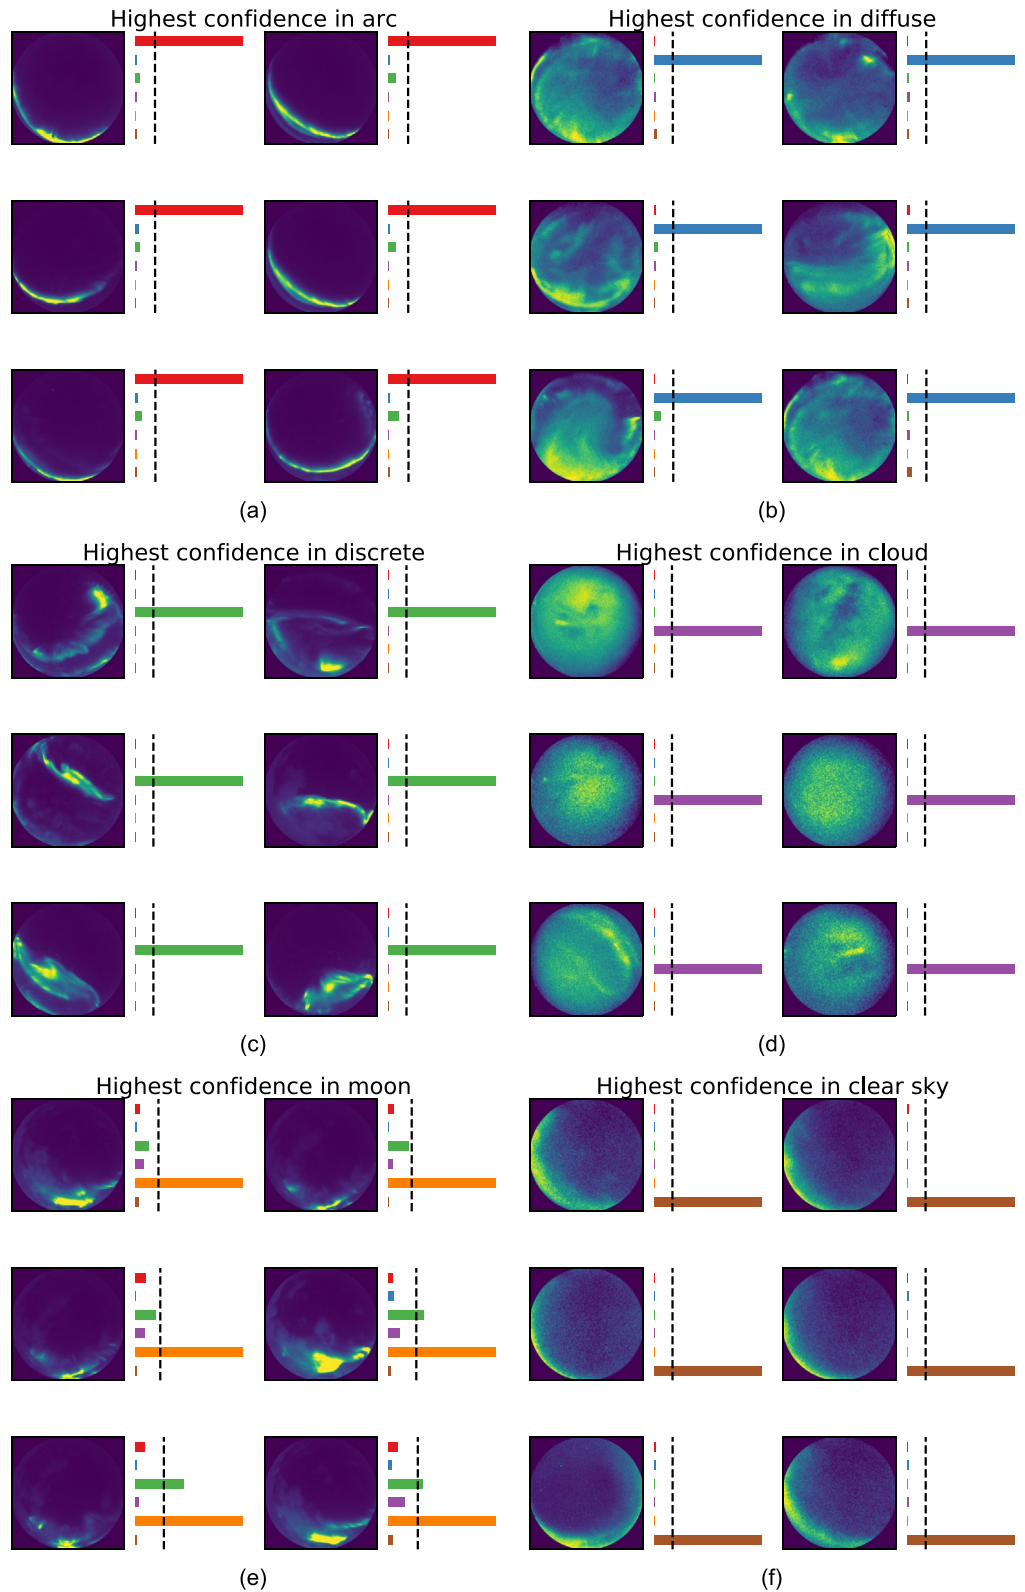 Highest confidence in arc
Highest confidence in diffuse
(a)
(b)
Highest confidence in discrete
Highest confidence in cloud
(c)
(d)
Highest confidence in moon
Highest confidence in clear sky
(e)
(f)